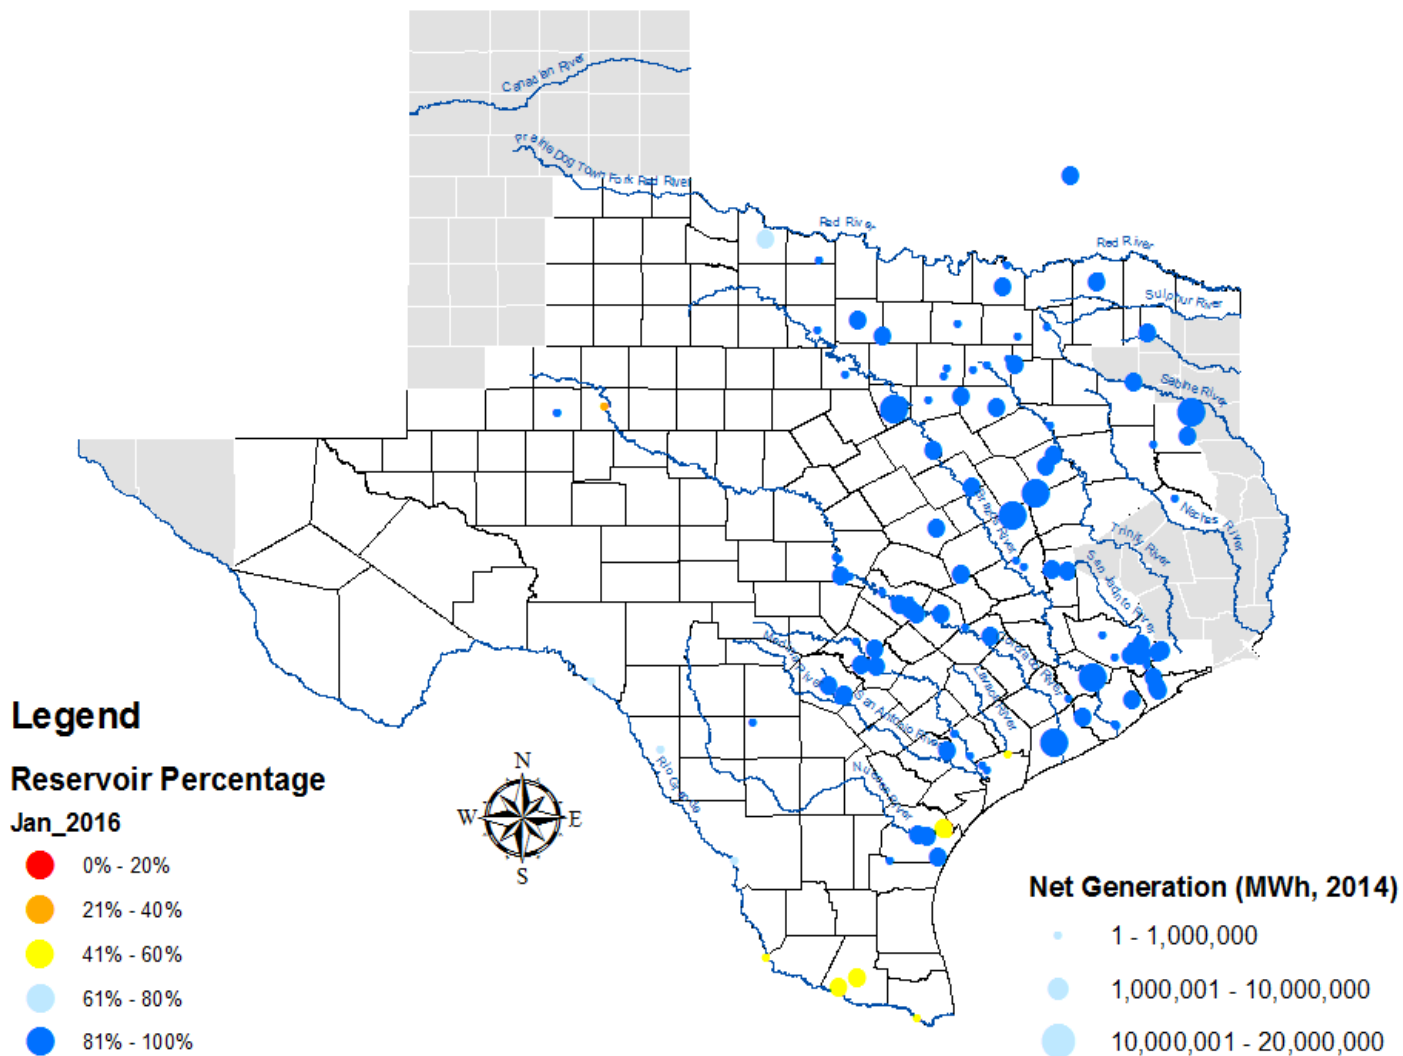 Canadian River
Prairie Dog Town Fork Red River
Red River
Red River
Sulphur River
Sabine River
Neches River
Trinity River
San Jacinto River
Brazos River
Colorado River
Lavaca River
Medina River
San Antonio River
Nueces River
Rio Grande
N
W
E
S
Legend
Reservoir Percentage
Jan_2016
0% - 20%
21% - 40%
41% - 60%
61% - 80%
81% - 100%
Net Generation (MWh, 2014)
1 - 1,000,000
1,000,001 - 10,000,000
10,000,001 - 20,000,000